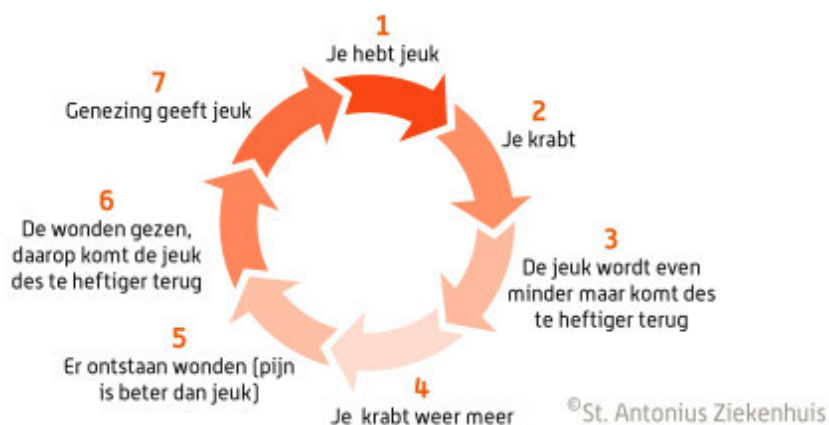 1
Je hebt jeuk
2
Je krabt
3
De jeuk wordt even
minder maar komt des
te heftiger terug
4
Je krabt weer meer
5
Er ontstaan wonden (pijn
is beter dan jeuk)
6
De wonden gezen,
daarop komt de jeuk
des te heftiger terug
7
Genezing geeft jeuk
©St. Antonius Ziekenhuis